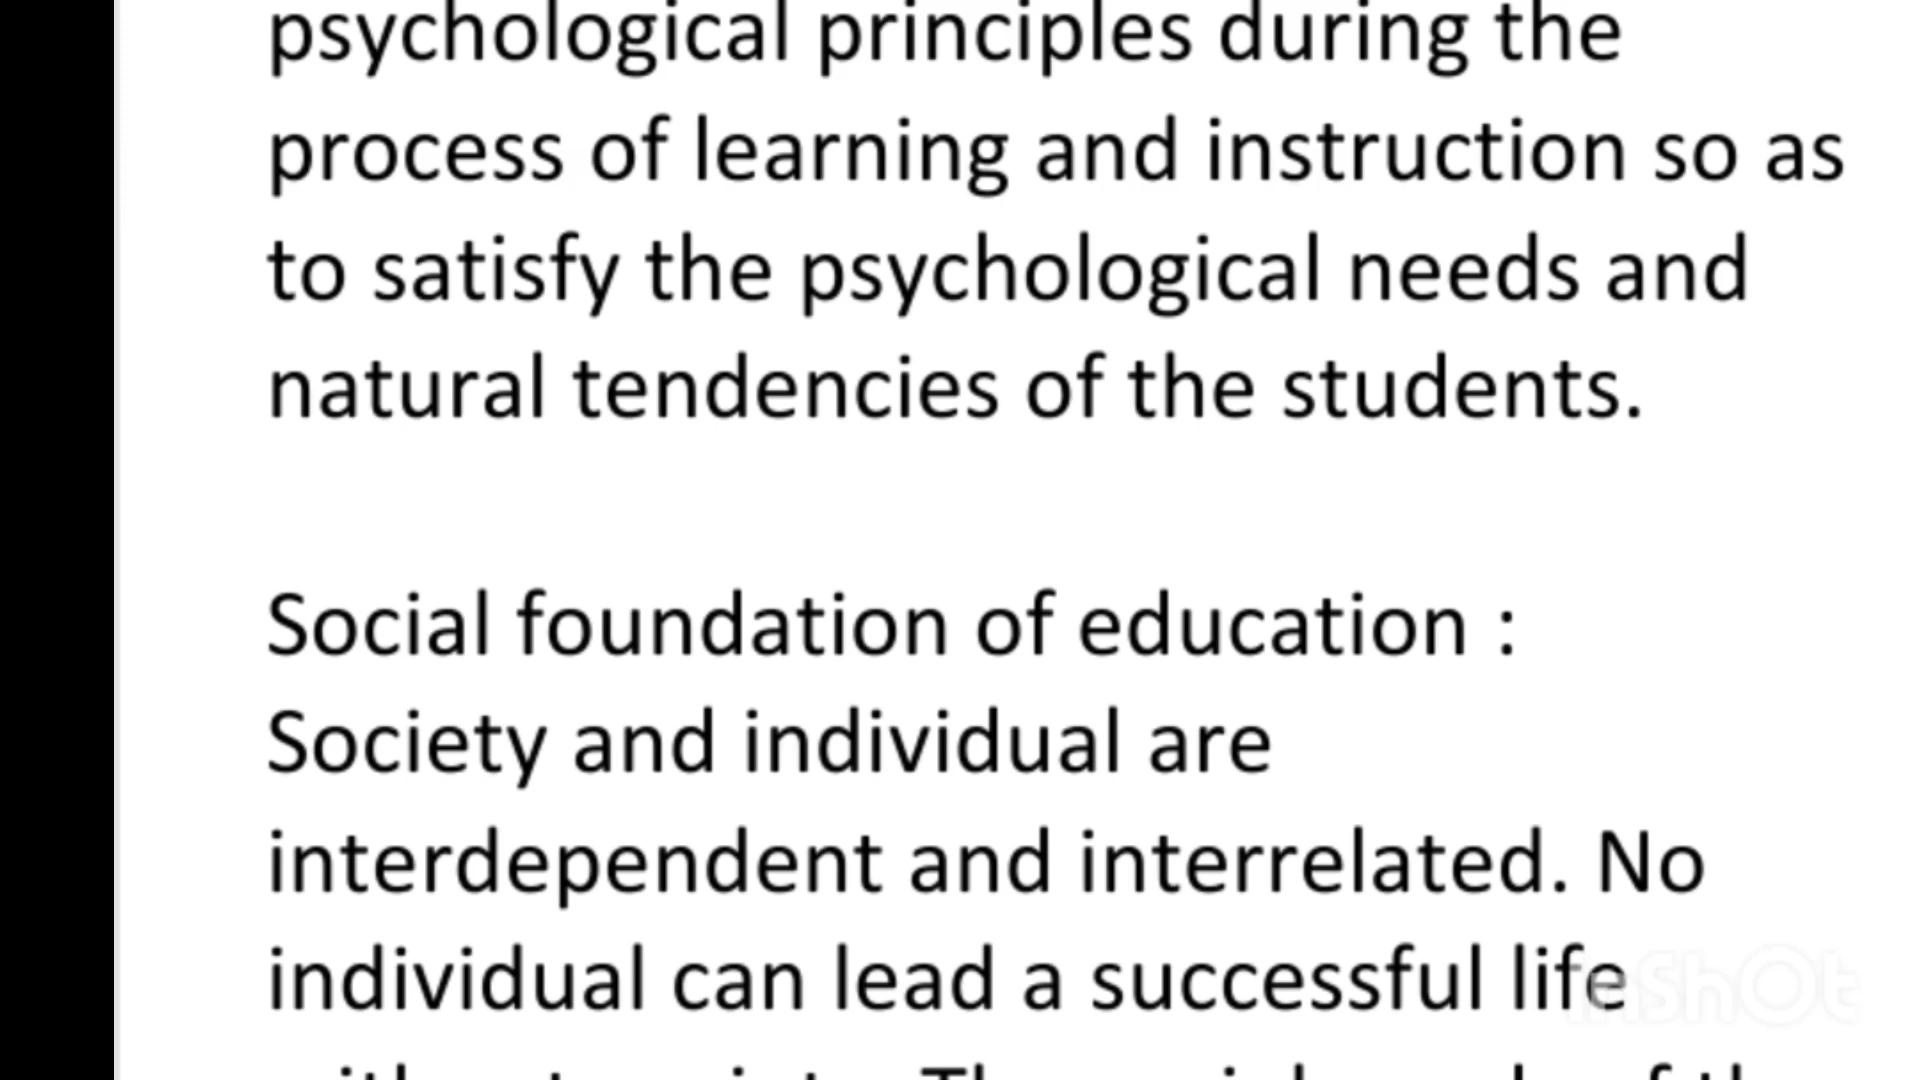 psychological principles during the
process of learning and instruction so as
to satisfy the psychological needs and
natural tendencies of the students.
Social foundation of education :
Society and individual are
interdependent and interrelated. No
individual can lead a successful life
InShOt